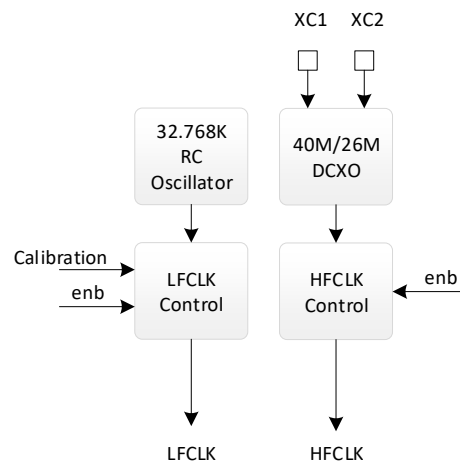 XC1 XC2
32.768K
RC
Oscillator
40M/26M
DCXO
Calibration
enb
LFCLK
Control
HFCLK
Control
enb
LFCLK
HFCLK